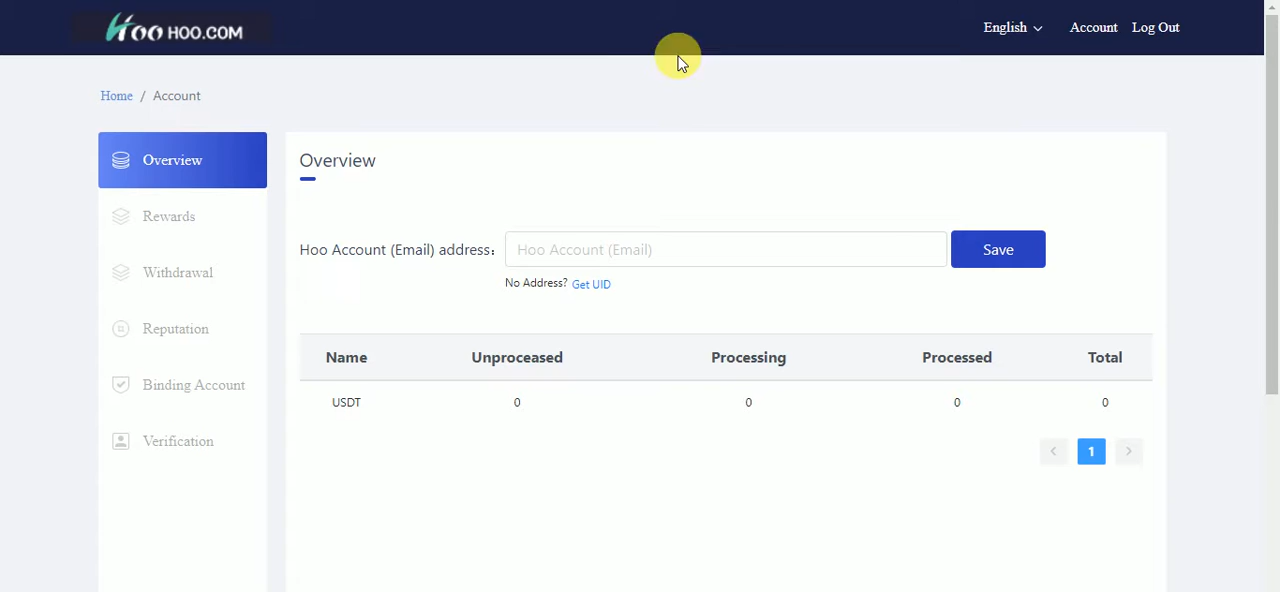 Hoo HOO.COM
English Account Log Out
Home / Account
Overview
Rewards
Withdrawal
Reputation
Binding Account
Verification
Overview
Hoo Account (Email) address: Hoo Account (Email) Save
No Address? Get UID
Name Unproceased Processing Processed Total
USDT 0 0 0 0
< 1 >